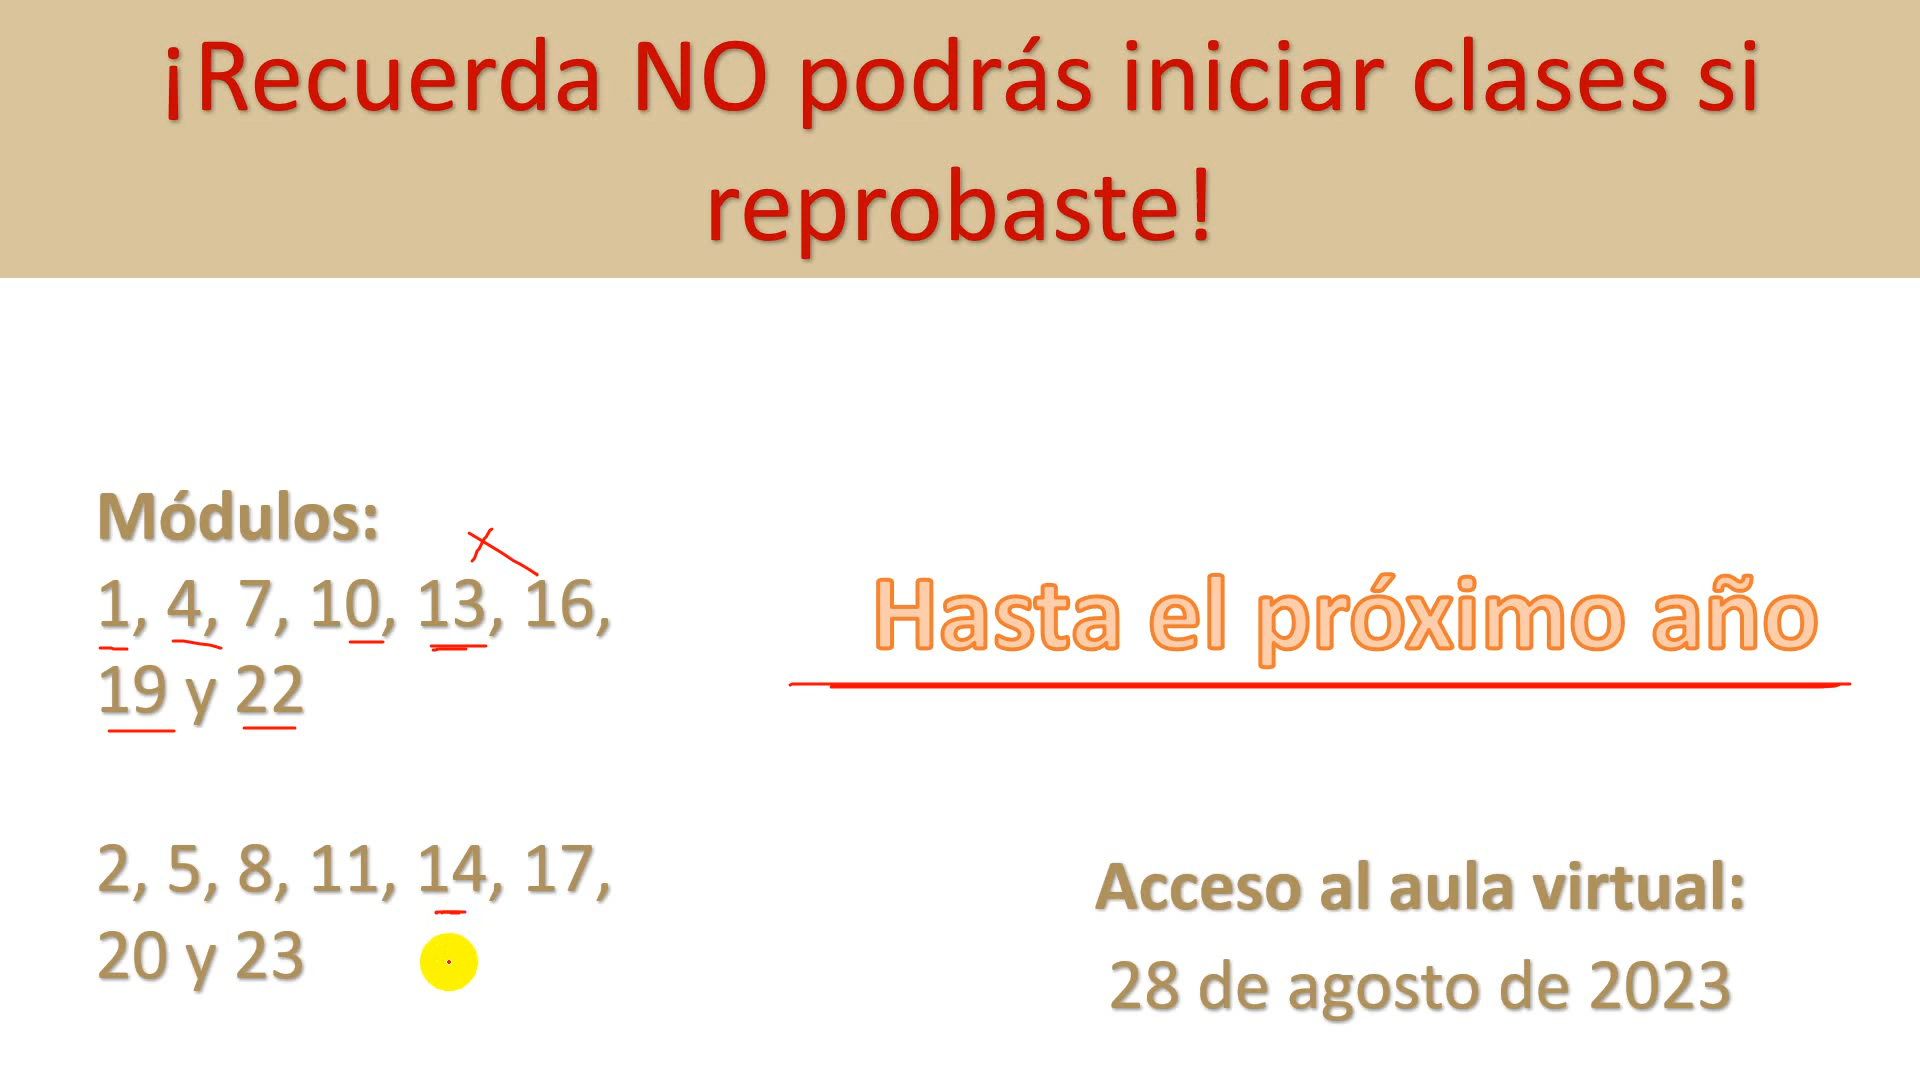 ¡Recuerda NO podrás iniciar clases si
reprobaste!
Módulos:
1, 4, 7, 10, 13, 16,
19 y 22
Hasta el próximo año
2, 5, 8, 11, 14, 17,
20 y 23
Acceso al aula virtual:
28 de agosto de 2023